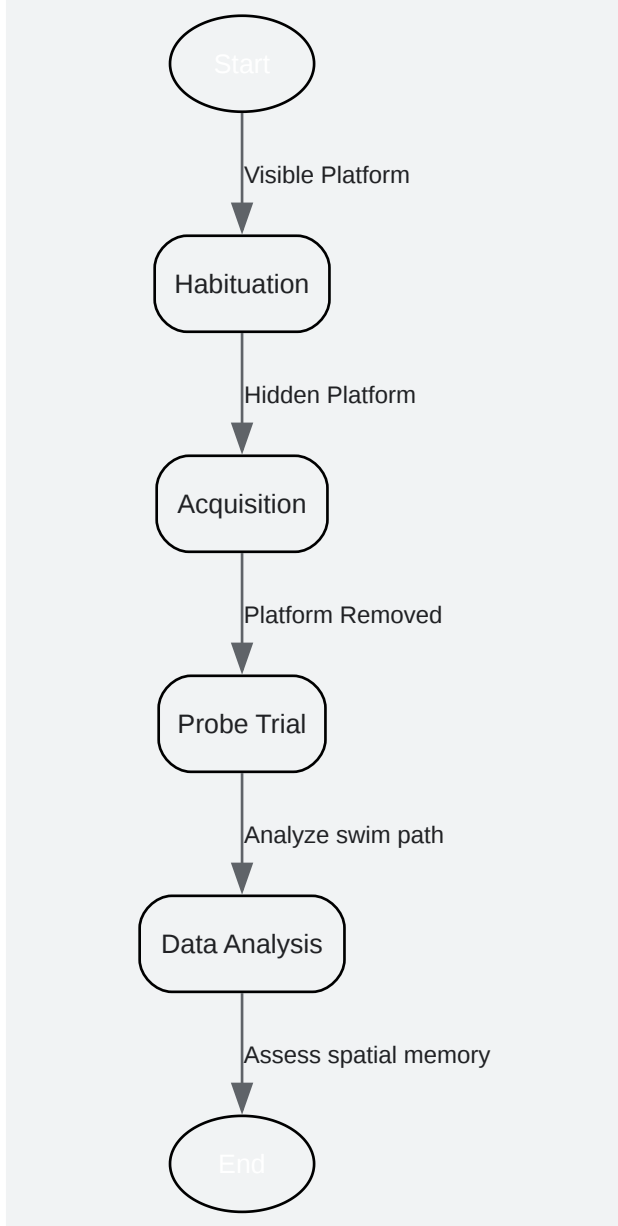 Start
Visible Platform
Habituation
Hidden Platform
Acquisition
Platform Removed
Probe Trial
Analyze swim path
Data Analysis
Assess spatial memory
End